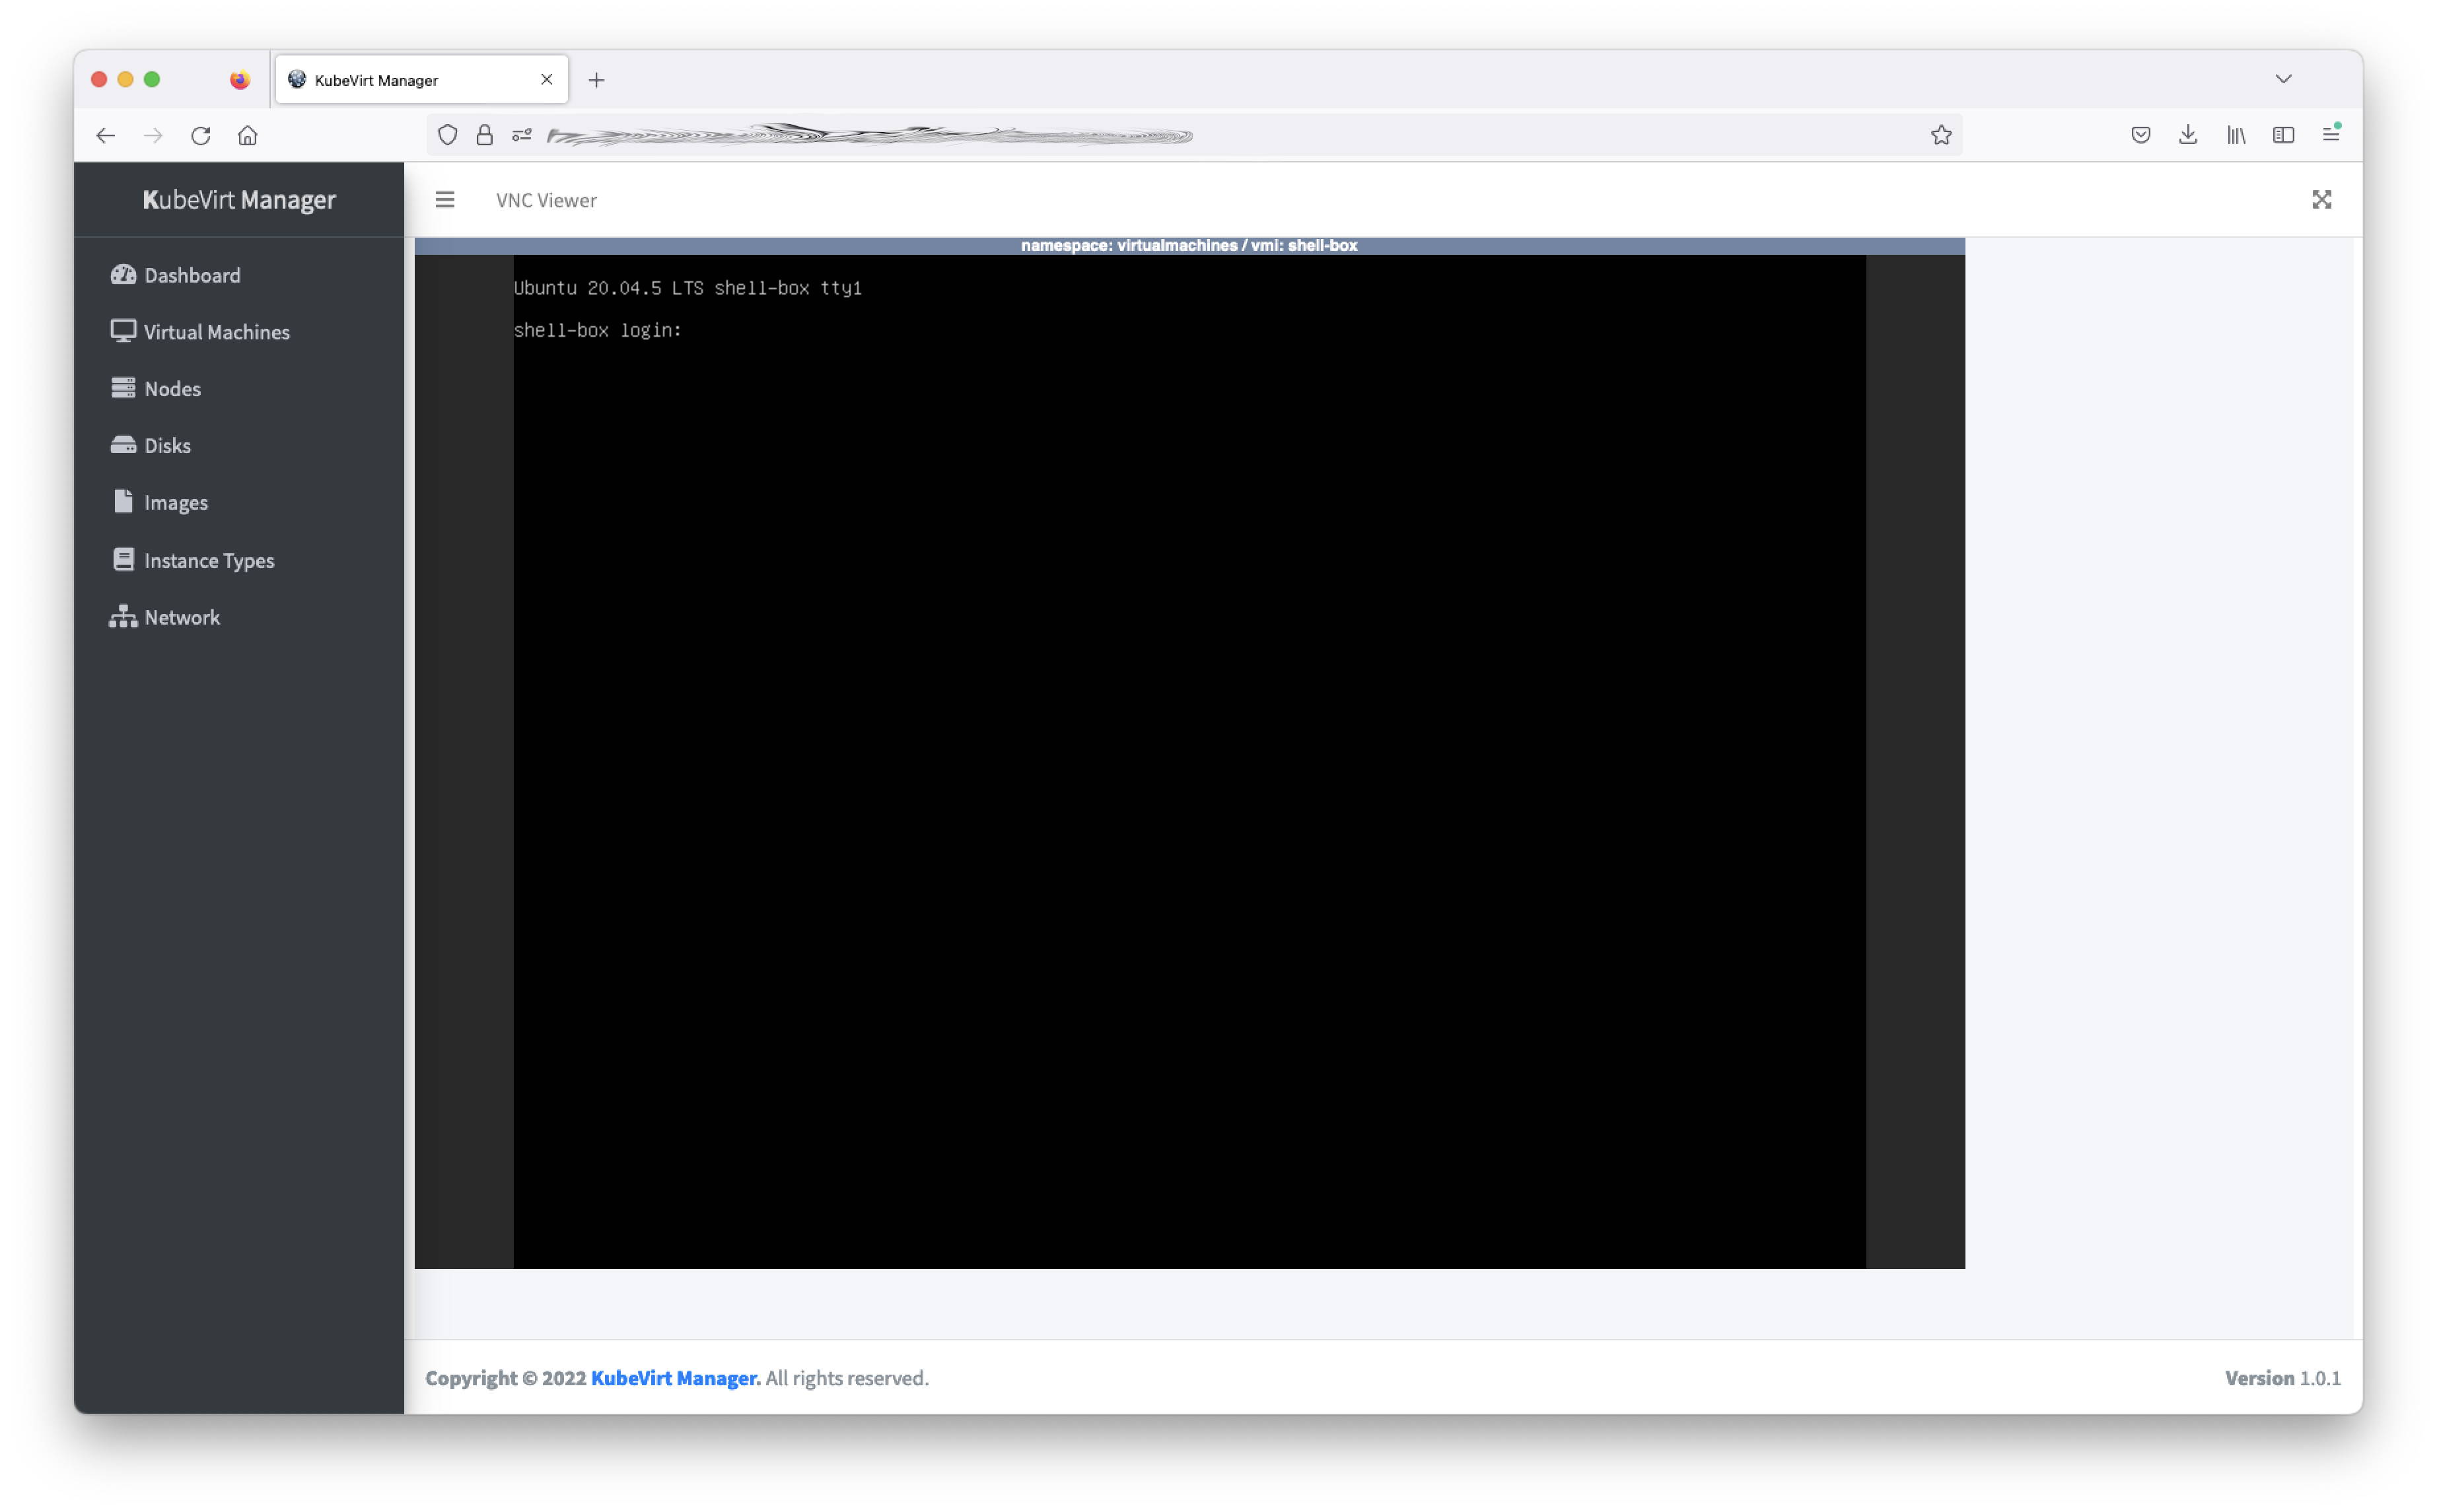 KubeVirt Manager
KubeVirt Manager
VNC Viewer
Dashboard
Virtual Machines
Nodes
Disks
Images
Instance Types
Network
namespace: virtualmachines / vmi: shell-box
Ubuntu 20.04.5 LTS shell-box tty1
shell-box login:
Copyright © 2022 KubeVirt Manager. All rights reserved.
Version 1.0.1